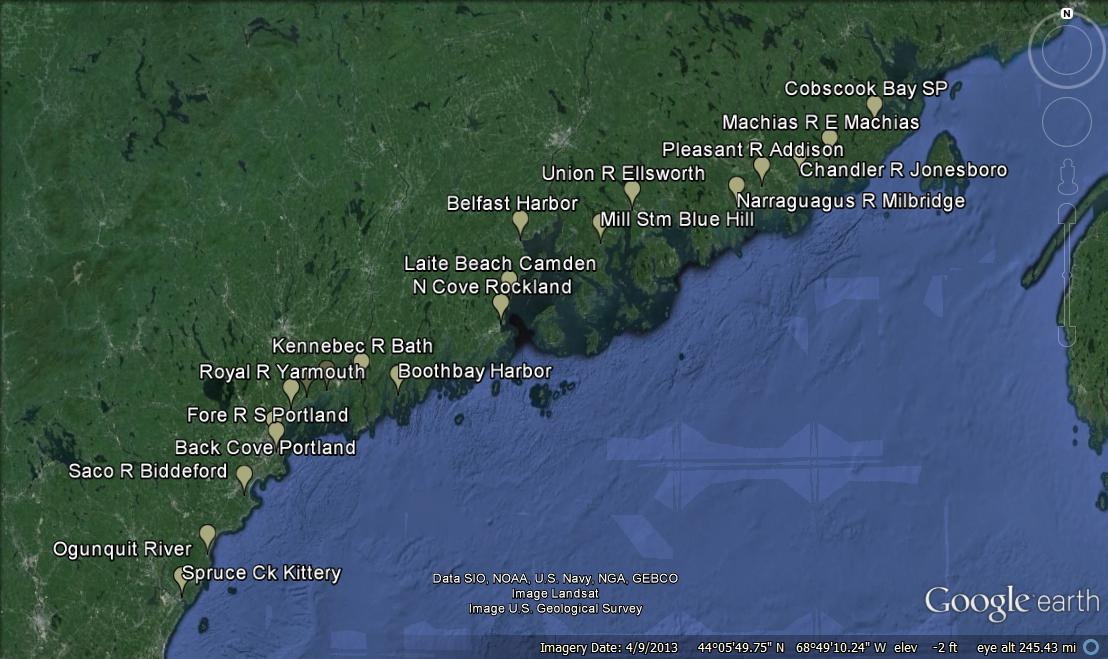 N
Cobscook Bay SP
Machias R E Machias
Pleasant R Addison
Chandler R Jonesboro
Union R Ellsworth
Narraguagus R Milbridge
Belfast Harbor
Mill Stm Blue Hill
Laite Beach Camden
N Cove Rockland
Kennebec R Bath
Royal R Yarmouth
Boothbay Harbor
Fore R S Portland
Back Cove Portland
Saco R Biddeford
Ogunquit River
Spruce Ck Kittery
Data SIO, NOAA, U.S. Navy, NGA, GEBCO
Image Landsat
Image U.S. Geological Survey
Google earth
Imagery Date: 4/9/2013 44°05'49.75" N 68°49'10.24" W elev -2 ft eye alt 245.43 mi